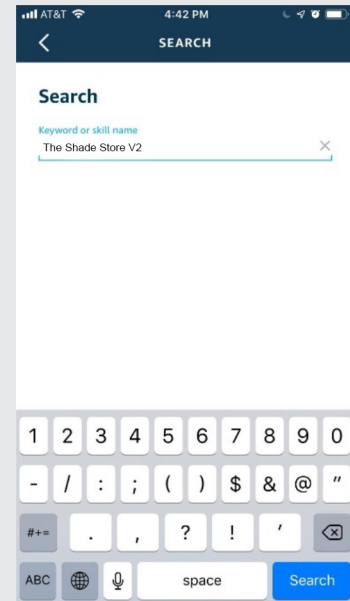 AT&T 4:42 PM
SEARCH
Search
Keyword or skill name
The Shade Store V2
1 2 3 4 5 6 7 8 9 0
- / : ; ( ) $ & @ "
#+= . , ? ! '
ABC space Search